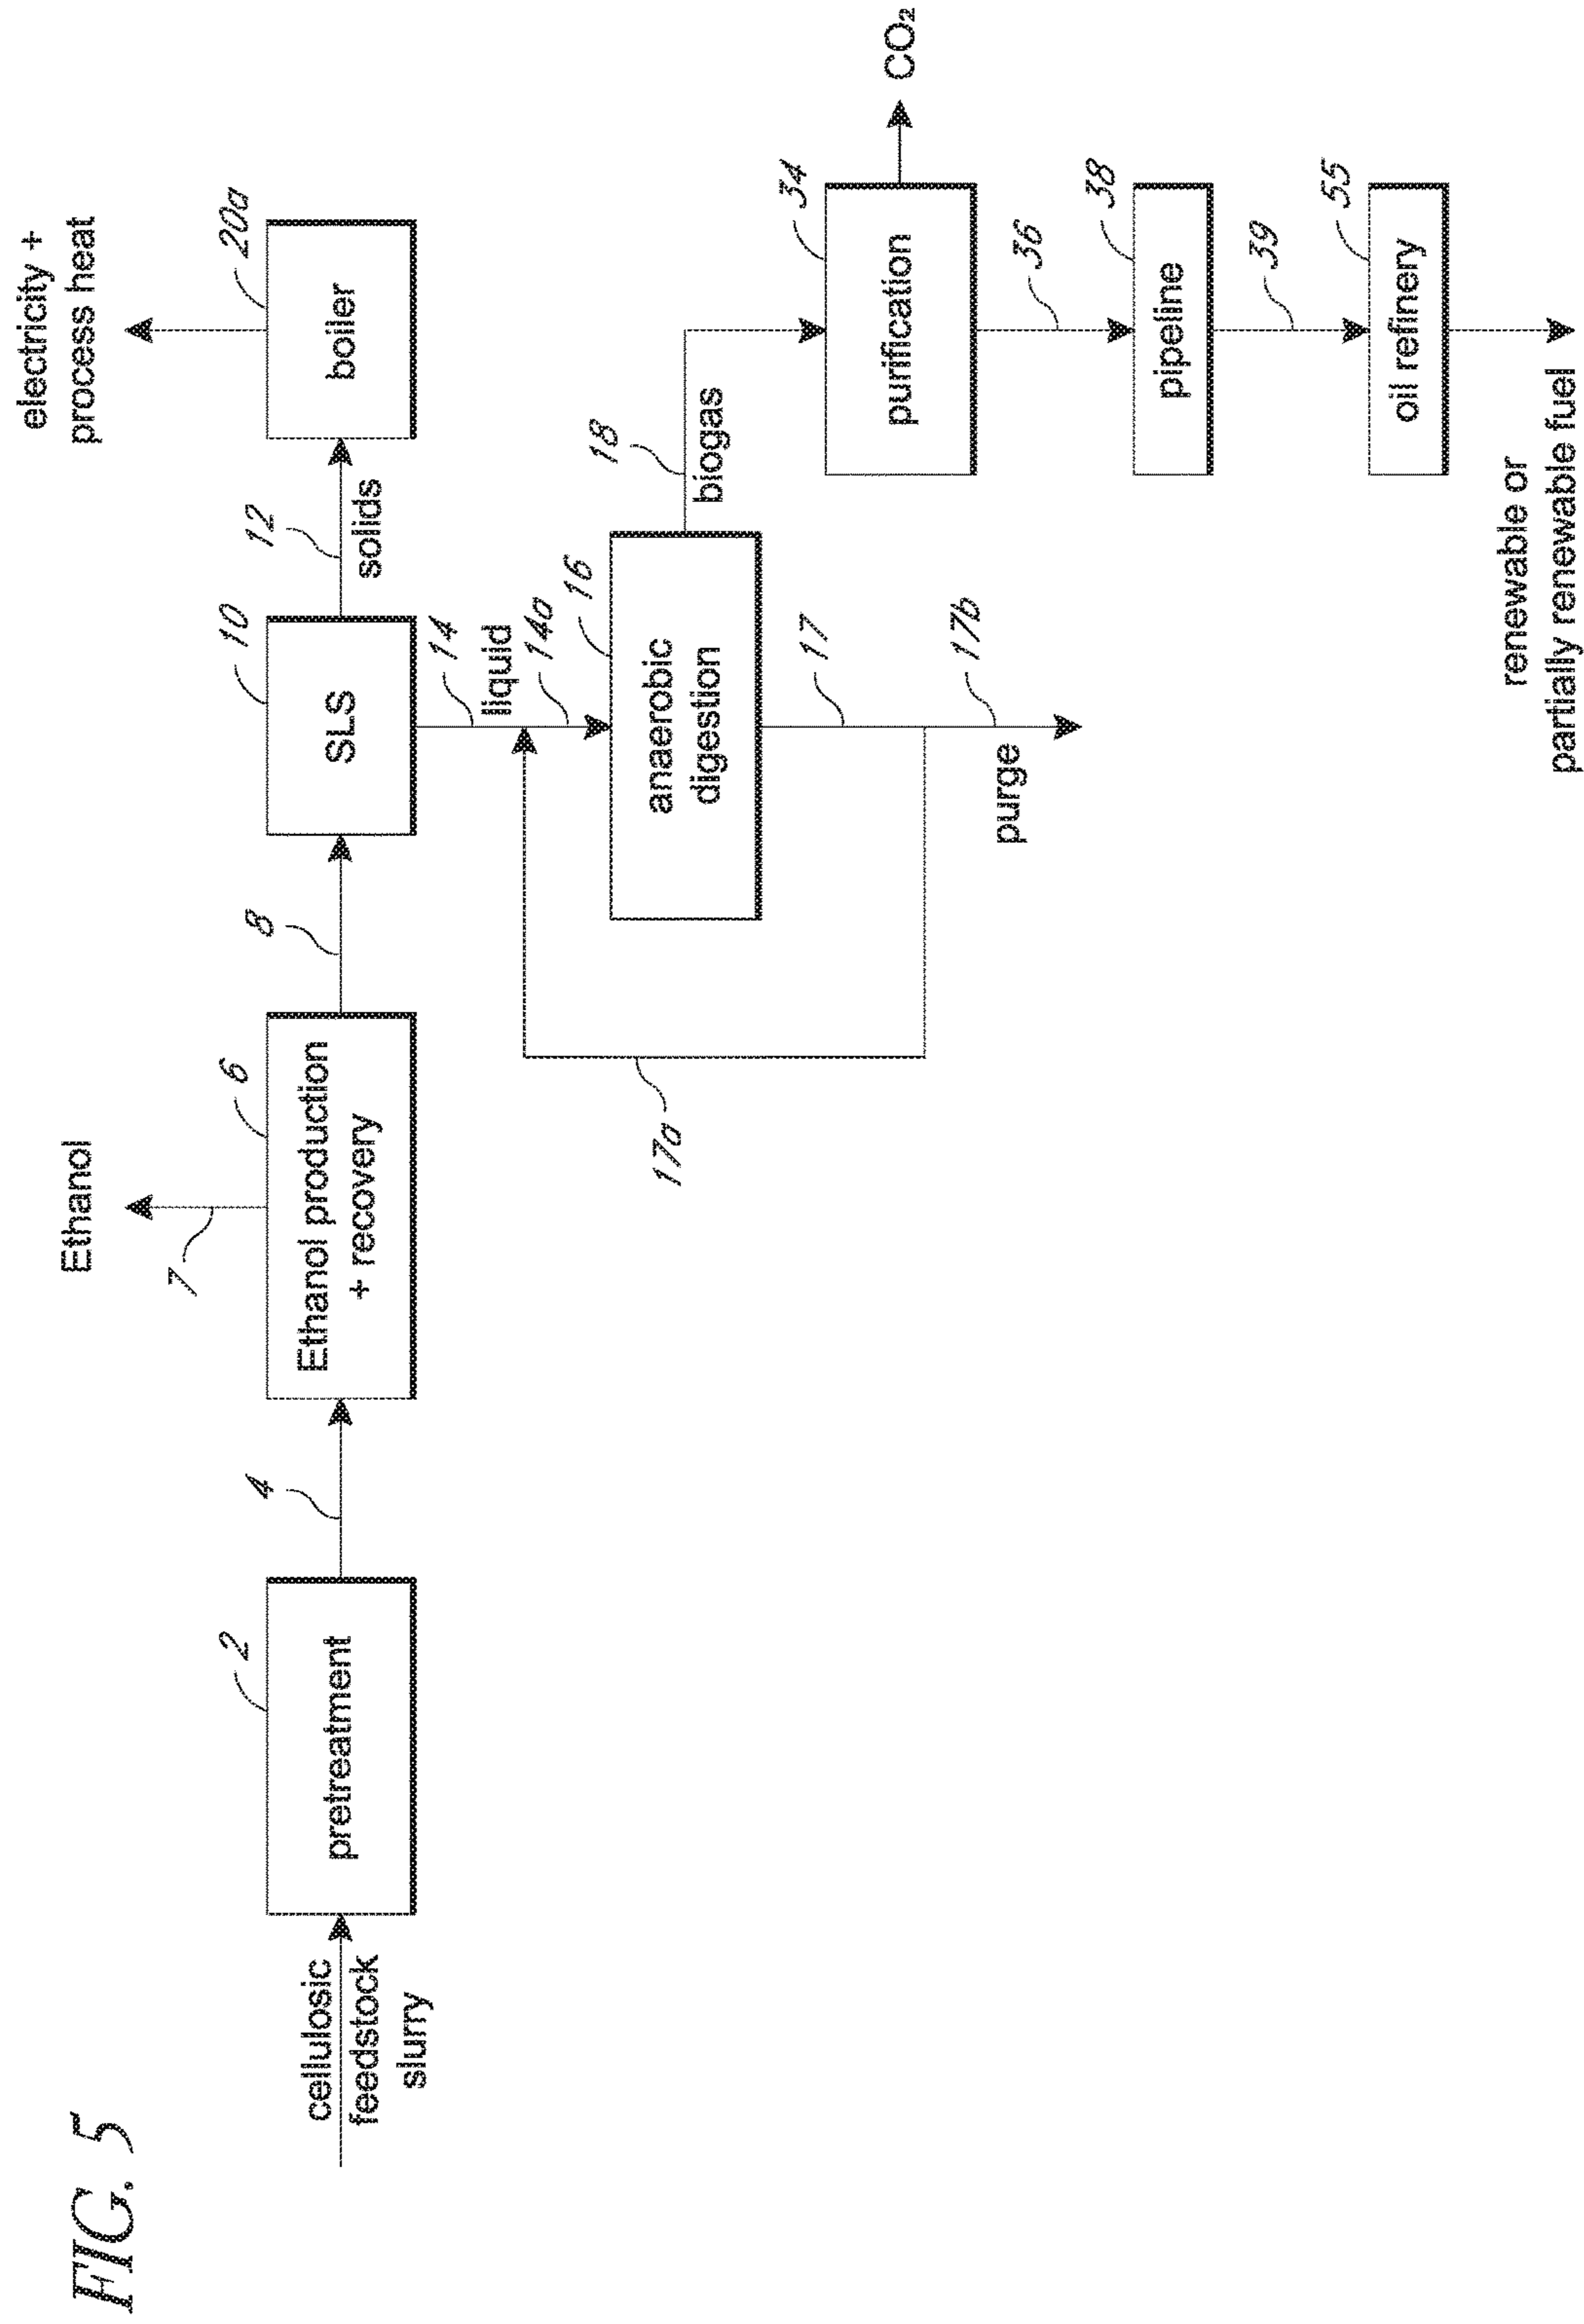 FIG. 5
cellulosic
feedstock
slurry
2
pretreatment
4
Ethanol
7
6
Ethanol production
+ recovery
8
10
SLS
12
solids
electricity +
process heat
20a
boiler
14
liquid
14a
16
anaerobic
digestion
17
17a
17b
purge
18
biogas
34
purification
CO₂
36
38
pipeline
39
55
oil refinery
renewable or
partially renewable fuel